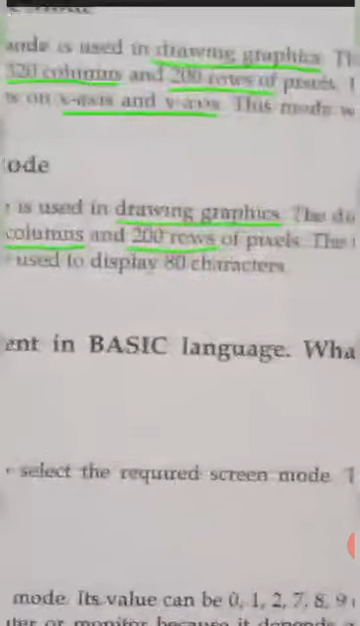 is used in drawing graphics
320 columns and 200 rows of pixels
on x-axis and y-axis. This mode
ode
is used in drawing graphics. The
columns and 200 rows of pixels. The
used to display 80 characters
ent in BASIC language. Wha
select the required screen mode. T
mode. Its value can be 0, 1, 2, 7, 8, 9
or monitor because it depends